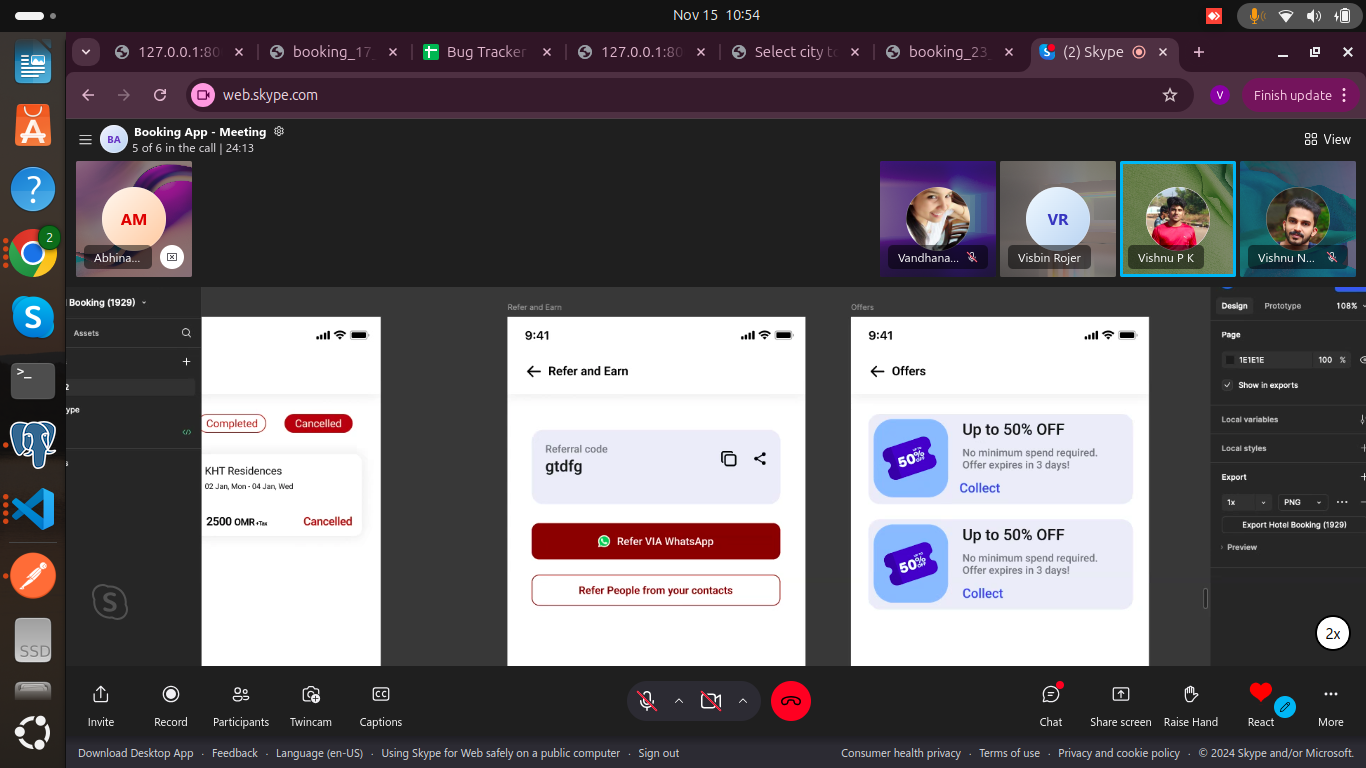 Nov 15 10:54
127.0.0.1:80
booking_17_
Bug Tracker
127.0.0.1:80
Select city to
booking_23_
(2) Skype
web.skype.com
V
Finish update
2
Booking App - Meeting
BA
5 of 6 in the call | 24:13
View
AM
Abhina...
Vandhana...
VR
Visbin Rojer
Vishnu P K
Vishnu N...
Booking (1929)
Assets
2
ype
s
Completed
Cancelled
KHT Residences
02 Jan, Mon - 04 Jan, Wed
2500 OMR +Tax
Cancelled
Refer and Earn
9:41
Refer and Earn
Referral code
gtdfg
Refer VIA WhatsApp
Refer People from your contacts
Offers
9:41
Offers
UP TO
50%
Up to 50% OFF
No minimum spend required.
Offer expires in 3 days!
Collect
UP TO
50%
Up to 50% OFF
No minimum spend required.
Offer expires in 3 days!
Collect
Design
Prototype
108%
Page
1E1E1E
100
%
Show in exports
Local variables
Local styles
Export
1x
PNG
Export Hotel Booking (1929)
Preview
2x
S
SSD
Invite
Record
Participants
Twincam
Captions
Chat
Share screen
Raise Hand
React
More
Download Desktop App · Feedback · Language (en-US) · Using Skype for Web safely on a public computer · Sign out
Consumer health privacy · Terms of use · Privacy and cookie policy · © 2024 Skype and/or Microsoft.